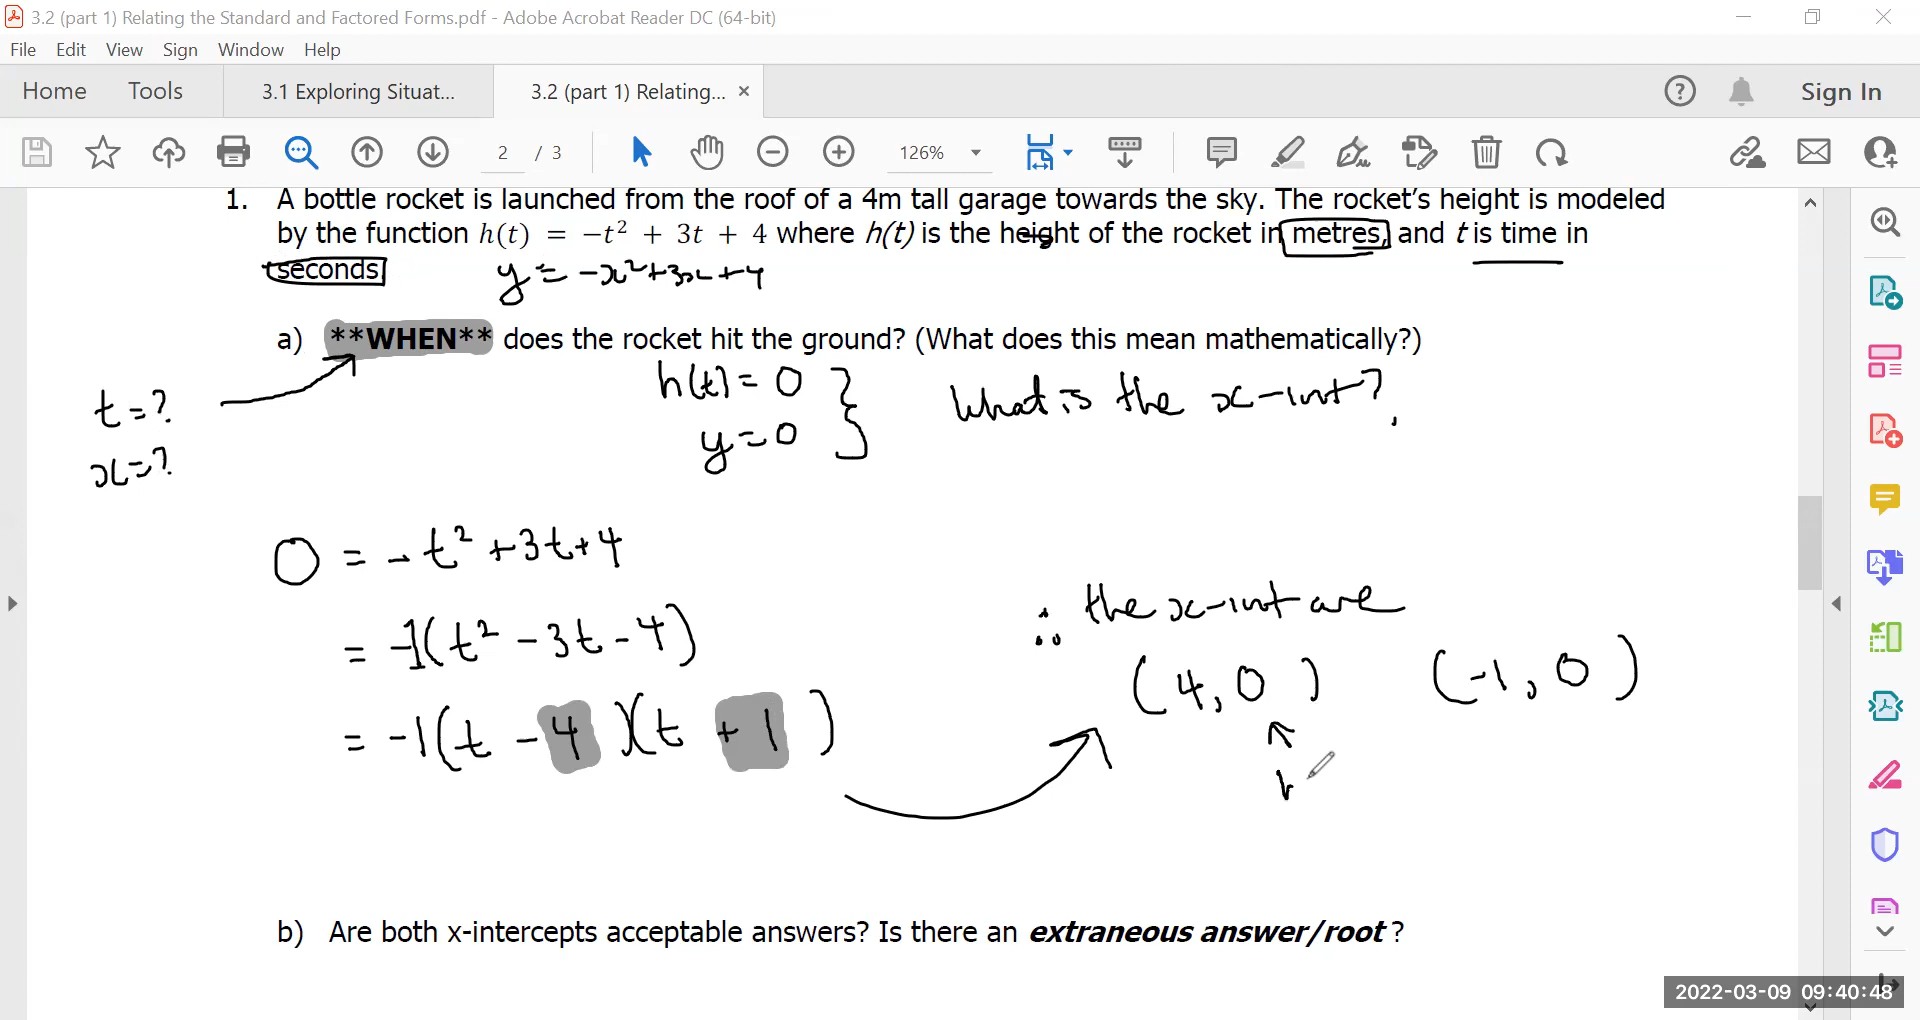 3.2 (part 1) Relating the Standard and Factored Forms.pdf - Adobe Acrobat Reader DC (64-bit)
File Edit View Sign Window Help
Home Tools 3.1 Exploring Situat... 3.2 (part 1) Relating... × Sign In
2 / 3 126%
1. A bottle rocket is launched from the roof of a 4m tall garage towards the sky. The rocket's height is modeled
by the function h(t) = −t² + 3t + 4 where h(t) is the height of the rocket in metres, and t is time in
seconds.
y = -x²+3x+4
a) **WHEN** does the rocket hit the ground? (What does this mean mathematically?)
t=?
x=?
h(t) = 0
y=0
What is the x-int?
0 = -t² +3t+4
= -1(t² - 3t - 4)
= -1(t - 4)(t + 1)
∴ the x-int are
(4, 0) (-1, 0)
b) Are both x-intercepts acceptable answers? Is there an extraneous answer/root?
2022-03-09 09:40:48